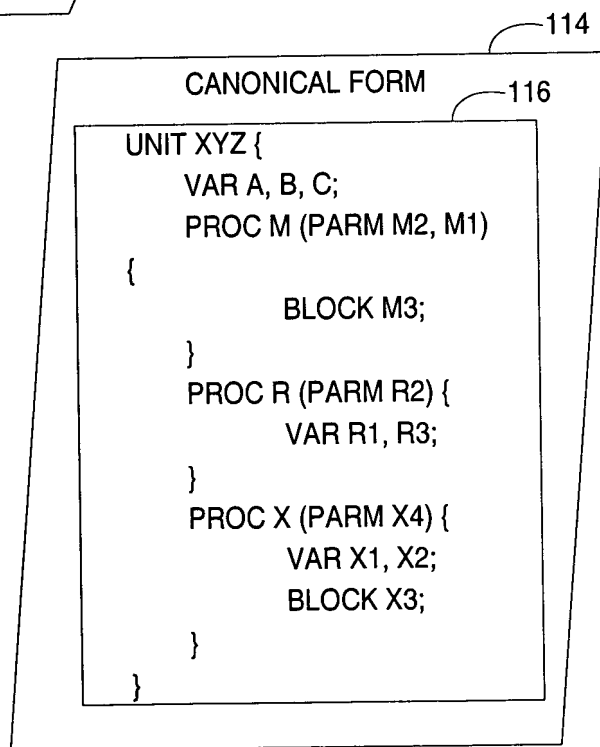 114
CANONICAL FORM
116
UNIT XYZ {
VAR A, B, C;
PROC M (PARM M2, M1)
{
BLOCK M3;
}
PROC R (PARM R2) {
VAR R1, R3;
}
PROC X (PARM X4) {
VAR X1, X2;
BLOCK X3;
}
}